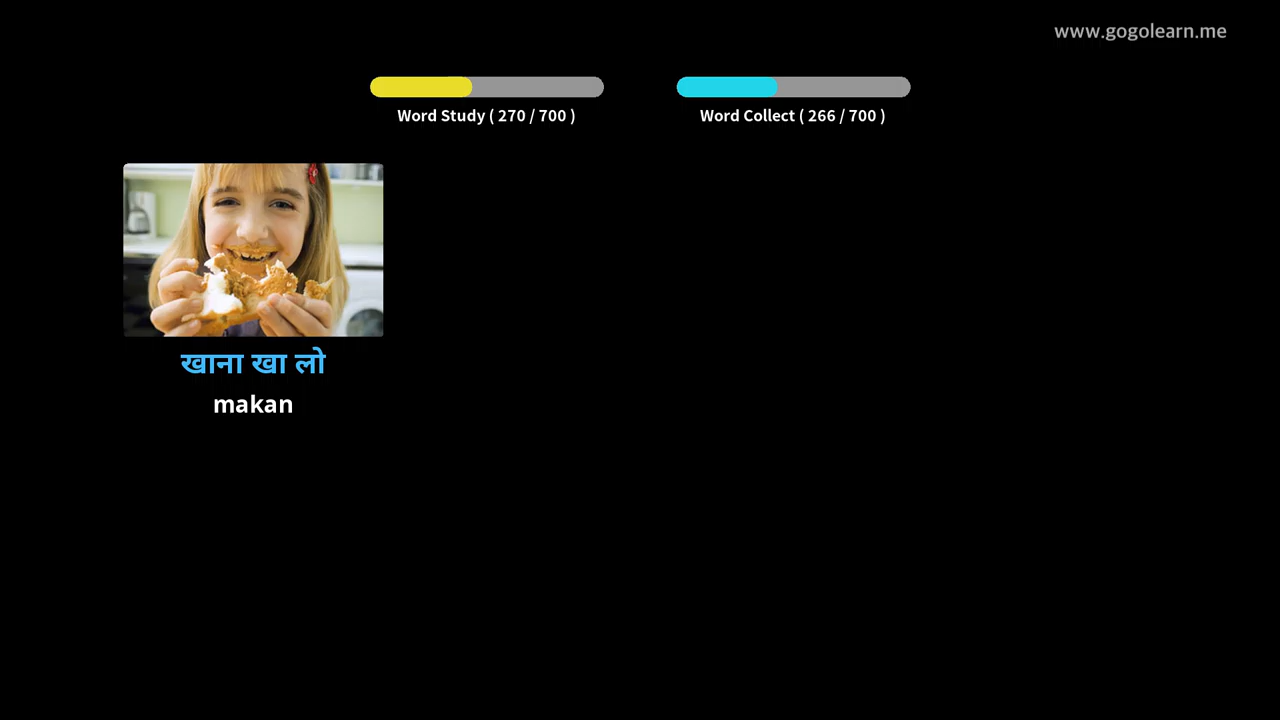 www.gogolearn.me
Word Study ( 270 / 700 )
Word Collect ( 266 / 700 )
खाना खा लो
makan